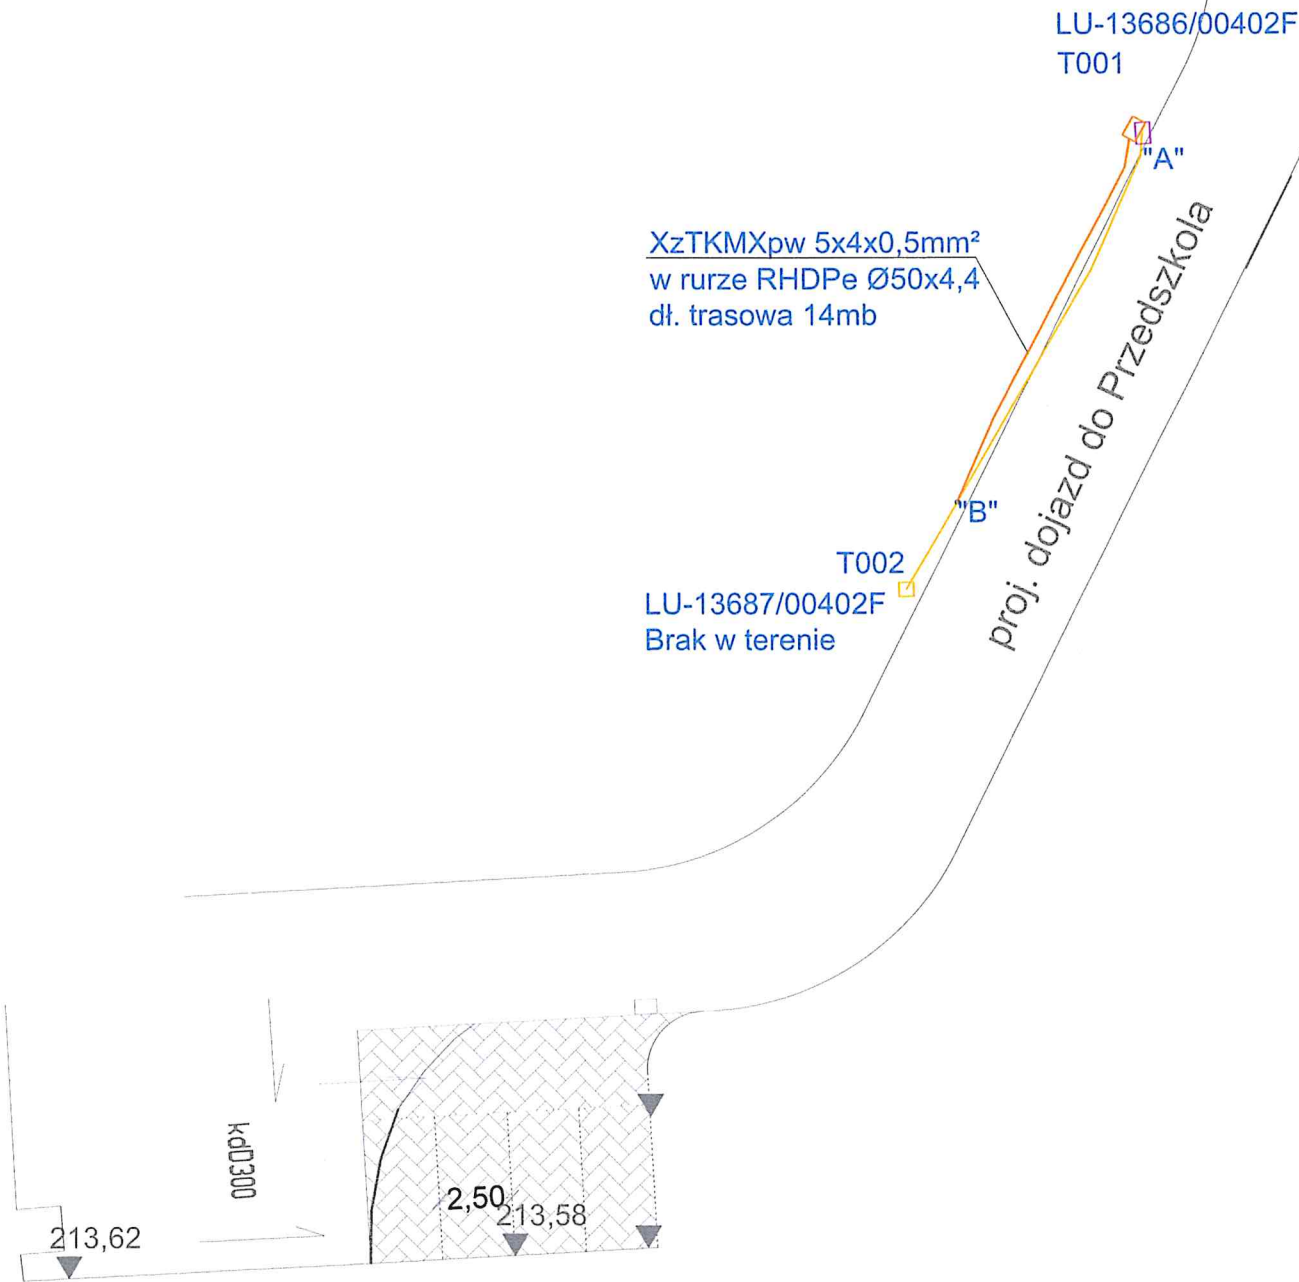 LU-13686/00402F
T001
"A"
XzTKMXpw 5x4x0,5mm²
w rurze RHDPe Ø50x4,4
dł. trasowa 14mb
proj. dojazd do Przedszkola
"B"
T002
LU-13687/00402F
Brak w terenie
kdD300
2,50
213,58
213,62